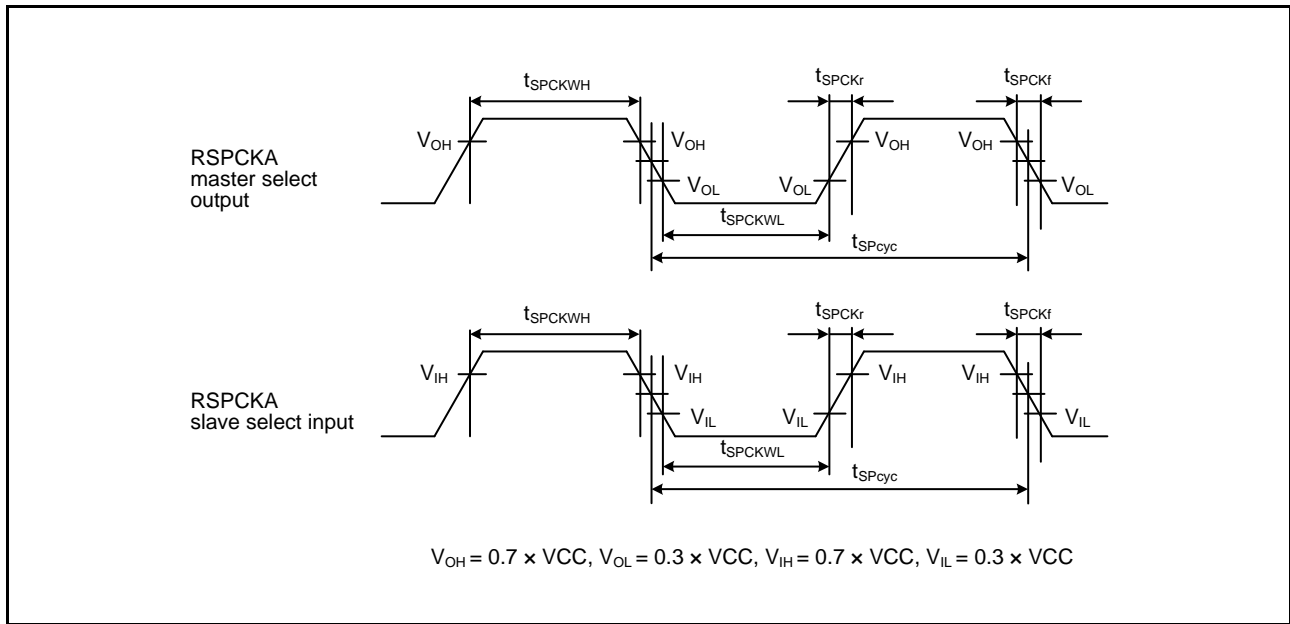 tSPCKWH
tSPCKr
tSPCKf
VOH
VOH
VOH
VOH
RSPCKA
master select
output
VOL
VOL
VOL
tSPCKWL
tSPcyc
tSPCKWH
tSPCKr
tSPCKf
VIH
VIH
VIH
VIH
RSPCKA
slave select input
VIL
VIL
VIL
tSPCKWL
tSPcyc
VOH = 0.7 × VCC, VOL = 0.3 × VCC, VIH = 0.7 × VCC, VIL = 0.3 × VCC